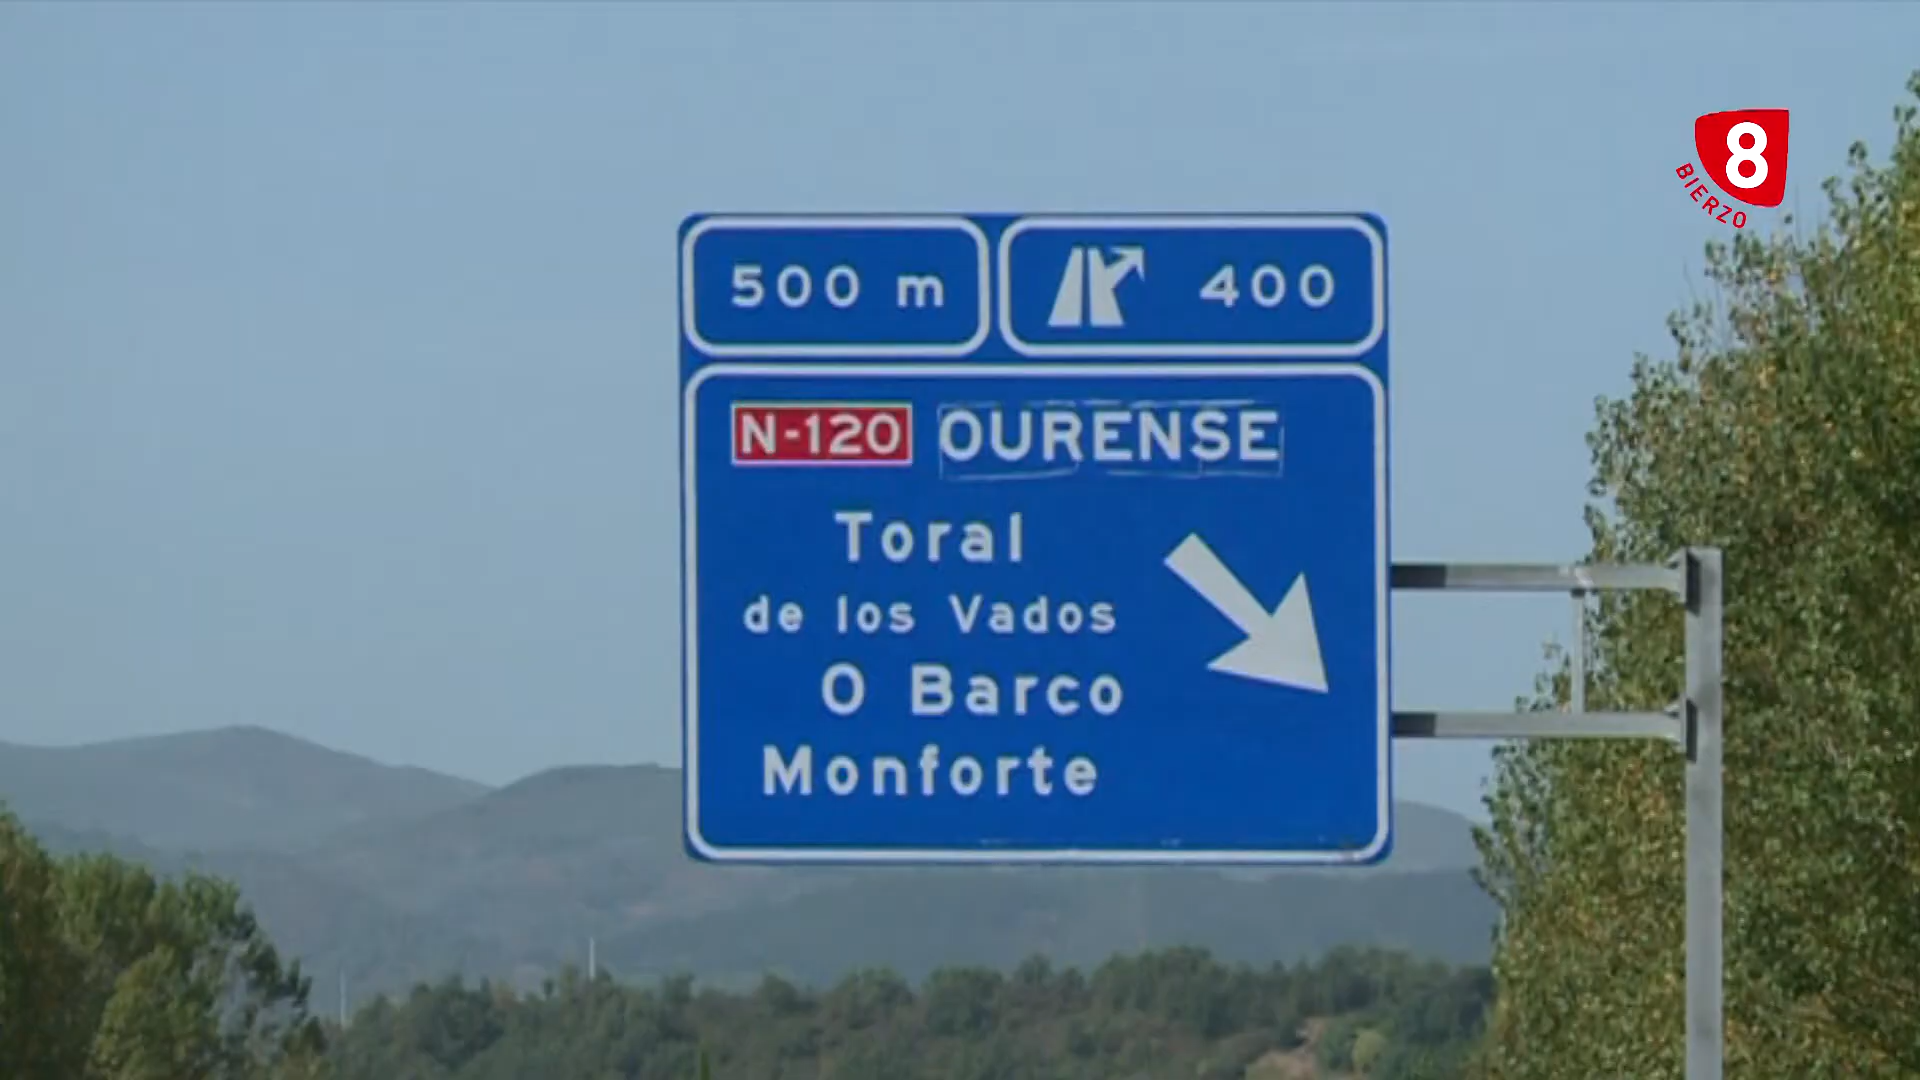 8
BIERZO
500 m
400
N-120 OURENSE
Toral
de los Vados
O Barco
Monforte